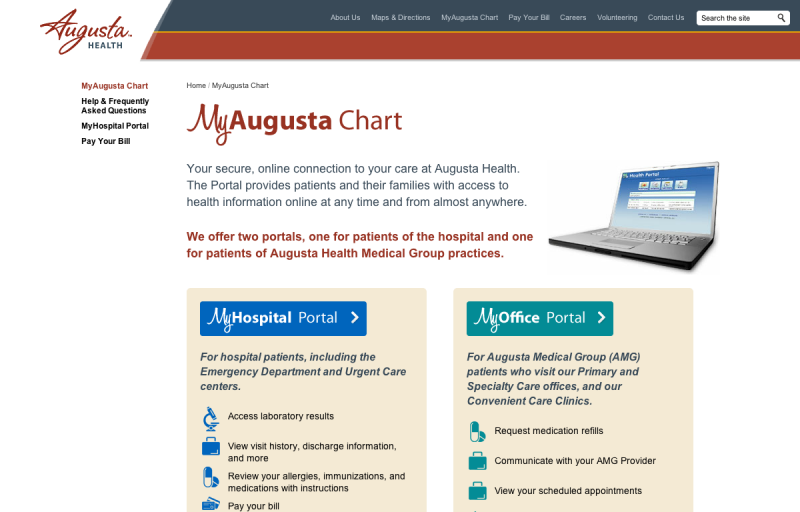 Augusta
HEALTH
About Us Maps & Directions MyAugusta Chart Pay Your Bill Careers Volunteering Contact Us Search the site
MyAugusta Chart
Help & Frequently
Asked Questions
MyHospital Portal
Pay Your Bill
Home / MyAugusta Chart
MyAugusta Chart
Your secure, online connection to your care at Augusta Health.
The Portal provides patients and their families with access to
health information online at any time and from almost anywhere.
We offer two portals, one for patients of the hospital and one
for patients of Augusta Health Medical Group practices.
Health Portal
MyHospital Portal
For hospital patients, including the
Emergency Department and Urgent Care
centers.
Access laboratory results
View visit history, discharge information,
and more
Review your allergies, immunizations, and
medications with instructions
Pay your bill
MyOffice Portal
For Augusta Medical Group (AMG)
patients who visit our Primary and
Specialty Care offices, and our
Convenient Care Clinics.
Request medication refills
Communicate with your AMG Provider
View your scheduled appointments